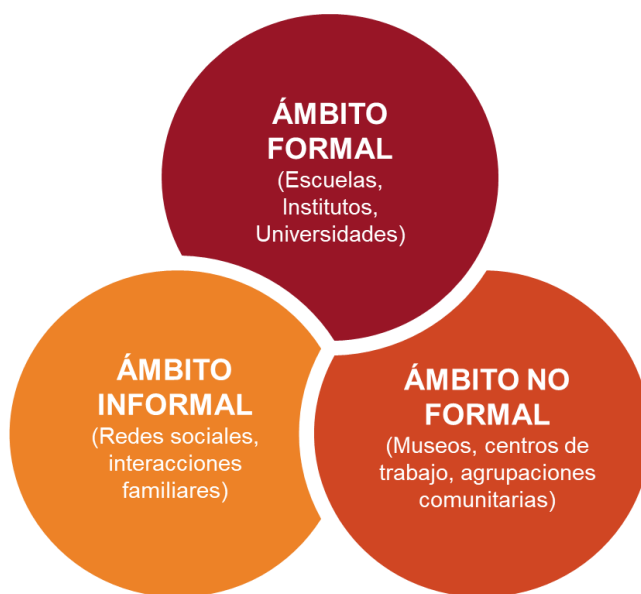 ÁMBITO
FORMAL
(Escuelas,
Institutos,
Universidades)
ÁMBITO
INFORMAL
(Redes sociales,
interacciones
familiares)
ÁMBITO NO
FORMAL
(Museos, centros de
trabajo, agrupaciones
comunitarias)